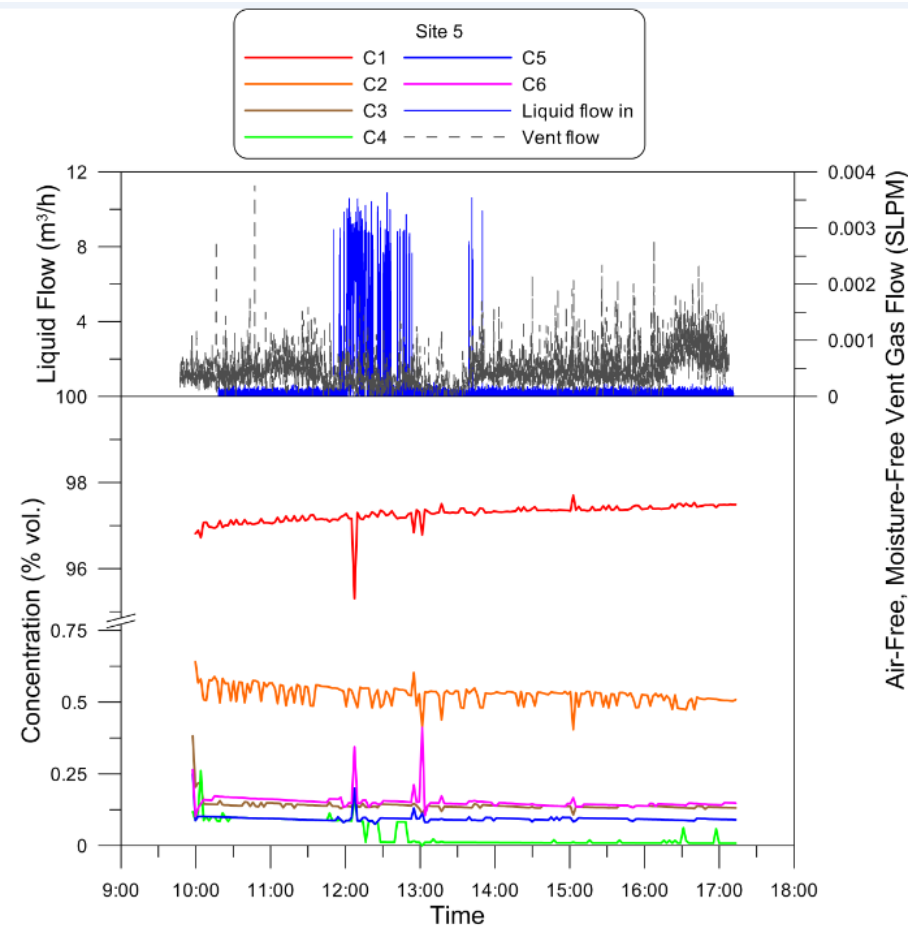 Site 5
C1 C5
C2 C6
C3 Liquid flow in
C4 Vent flow
Liquid Flow (m³/h)
12
8
4
100
98
96
0.75
0.5
0.25
0
Concentration (% vol.)
0.004
0.003
0.002
0.001
0
Air-Free, Moisture-Free Vent Gas Flow (SLPM)
9:00 10:00 11:00 12:00 13:00 14:00 15:00 16:00 17:00 18:00
Time